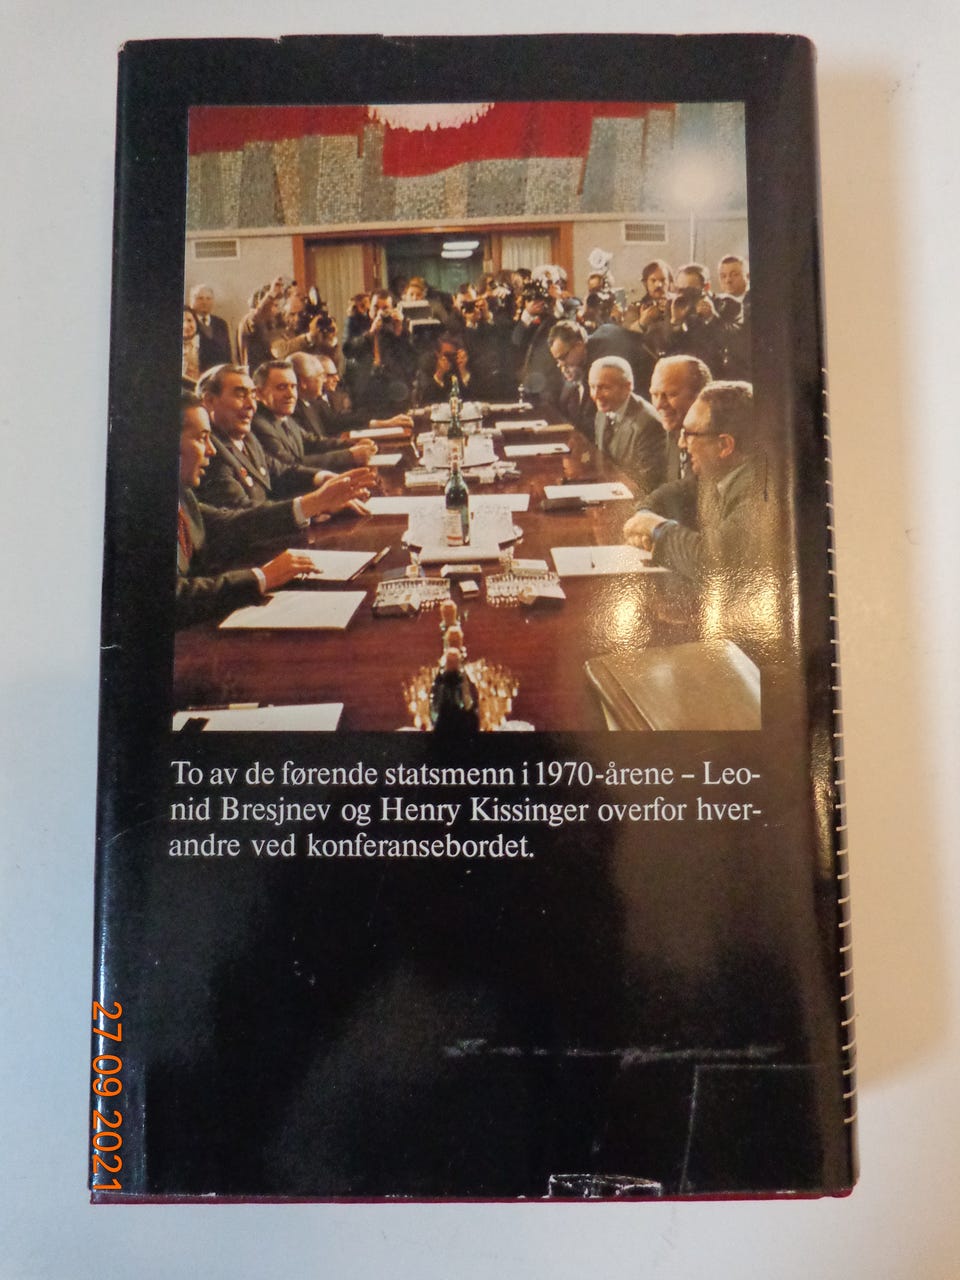 To av de førende statsmenn i 1970-årene – Leo-
nid Bresjnev og Henry Kissinger overfor hver-
andre ved konferansebordet.
27 09 2021